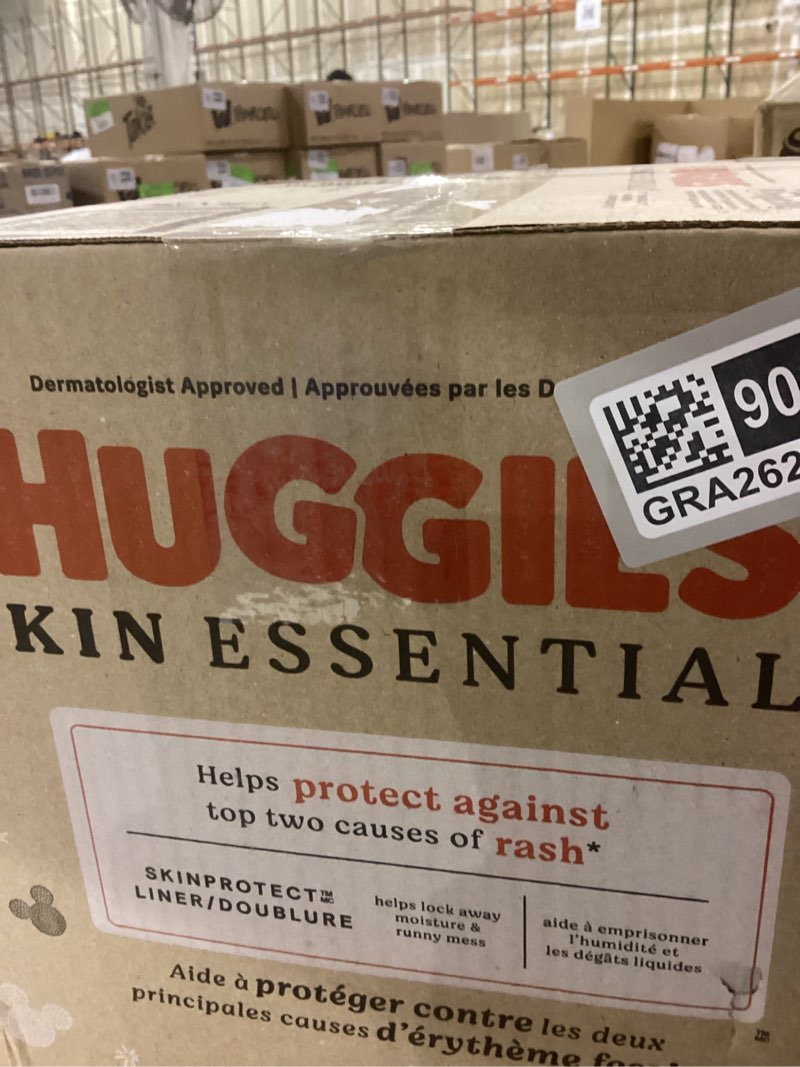 Dermatologist Approved | Approuvées par les D
90
GRA262
HUGGIES
KIN ESSENTIAL
Helps protect against
top two causes of rash*
SKINPROTECT™ MC
LINER/DOUBLURE
helps lock away
moisture &
runny mess
aide à emprisonner
l'humidité et
les dégâts liquides
Aide à protéger contre les deux
principales causes d'érythème